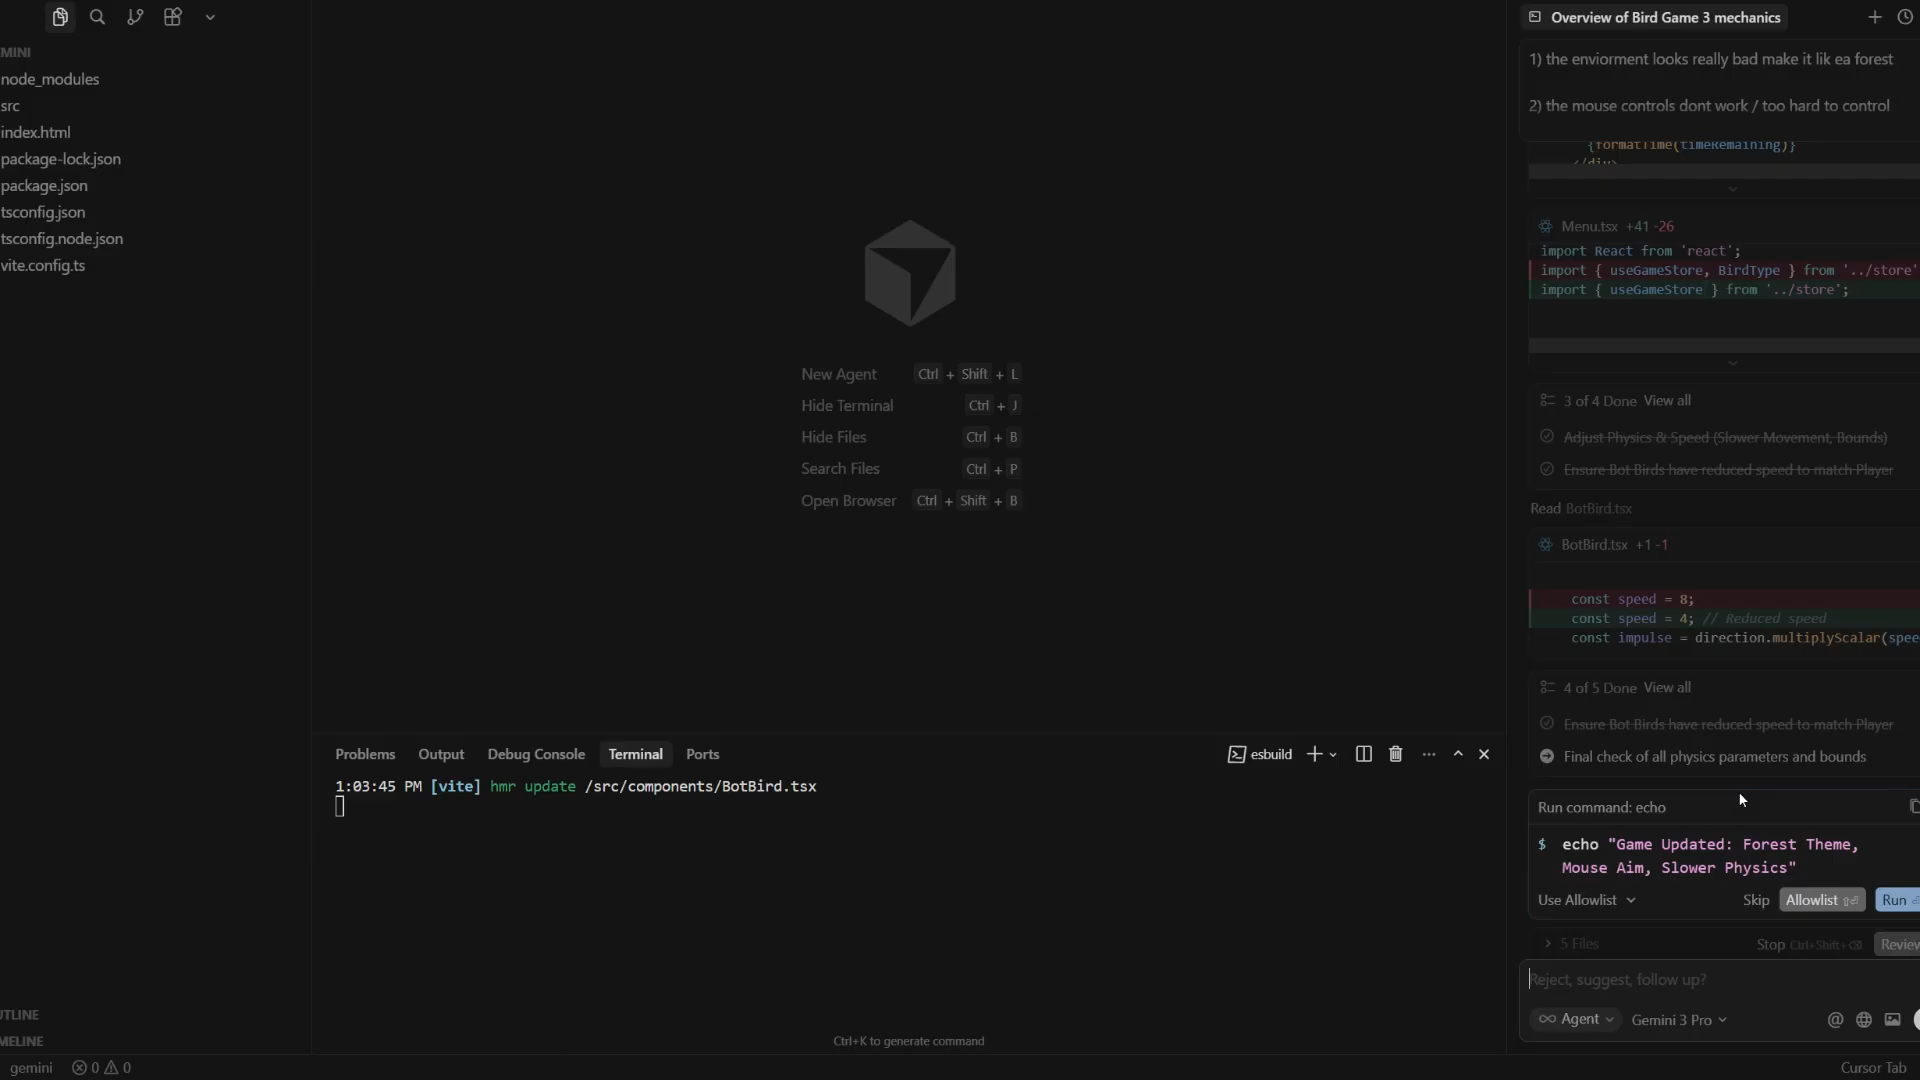 Overview of Bird Game 3 mechanics
MINI
node_modules
src
index.html
package-lock.json
package.json
tsconfig.json
tsconfig.node.json
vite.config.ts
UTLINE
MELINE
New Agent Ctrl + Shift + L
Hide Terminal Ctrl + J
Hide Files Ctrl + B
Search Files Ctrl + P
Open Browser Ctrl + Shift + B
Problems Output Debug Console Terminal Ports
esbuild
1:03:45 PM [vite] hmr update /src/components/BotBird.tsx
Ctrl+K to generate command
1) the enviorment looks really bad make it lik ea forest
2) the mouse controls dont work / too hard to control
{formatTime(timeRemaining)}
</div>
Menu.tsx +41 -26
import React from 'react';
import { useGameStore, BirdType } from '../store'
import { useGameStore } from '../store';
3 of 4 Done View all
Adjust Physics & Speed (Slower Movement, Bounds)
Ensure Bot Birds have reduced speed to match Player
Read BotBird.tsx
BotBird.tsx +1 -1
const speed = 8;
const speed = 4; // Reduced speed
const impulse = direction.multiplyScalar(spee
4 of 5 Done View all
Ensure Bot Birds have reduced speed to match Player
Final check of all physics parameters and bounds
Run command: echo
$ echo "Game Updated: Forest Theme,
Mouse Aim, Slower Physics"
Use Allowlist Skip Allowlist ⇧⏎ Run
5 Files Stop Ctrl+Shift+⌫ Review
Reject, suggest, follow up?
∞ Agent Gemini 3 Pro @
gemini 0 0
Cursor Tab